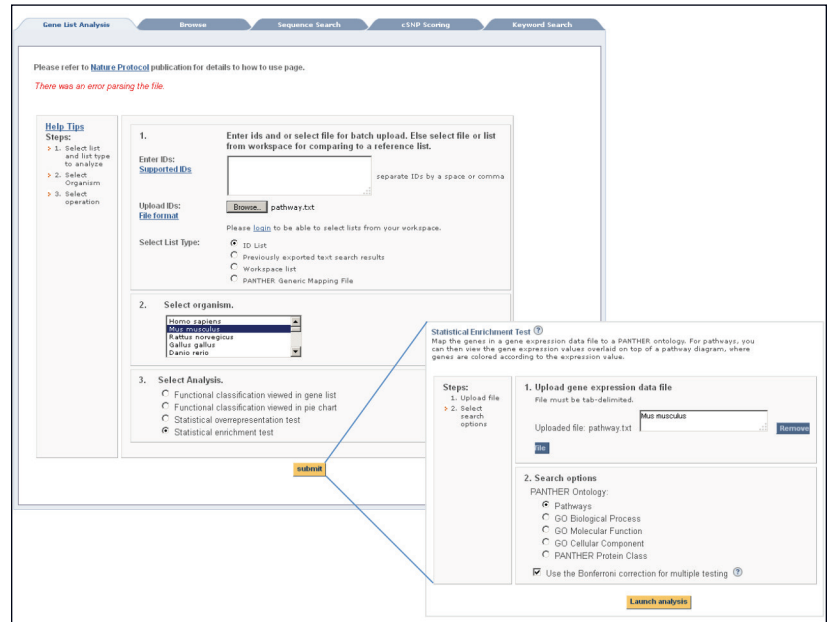 Gene List Analysis
Browse
Sequence Search
cSNP Scoring
Keyword Search
Please refer to Nature Protocol publication for details to how to use page.
There was an error parsing the file.
Help Tips
Steps:
1. Select list
and list type
to analyze
2. Select
Organism
3. Select
operation
1.
Enter ids and or select file for batch upload. Else select file or list
from workspace for comparing to a reference list.
Enter IDs:
Supported IDs
separate IDs by a space or comma
Upload IDs:
File format
Browse... pathway.txt
Please login to be able to select lists from your workspace.
Select List Type:
ID List
Previously exported text search results
Workspace list
PANTHER Generic Mapping File
2. Select organism.
Homo sapiens
Mus musculus
Rattus norvegicus
Gallus gallus
Danio rerio
3. Select Analysis.
Functional classification viewed in gene list
Functional classification viewed in pie chart
Statistical overrepresentation test
Statistical enrichment test
submit
Statistical Enrichment Test ?
Map the genes in a gene expression data file to a PANTHER ontology. For pathways, you
can then view the gene expression values overlaid on top of a pathway diagram, where
genes are colored according to the expression value.
Steps:
1. Upload file
2. Select
search
options
1. Upload gene expression data file
File must be tab-delimited.
Mus musculus
Uploaded file: pathway.txt
Remove
file
2. Search options
PANTHER Ontology:
Pathways
GO Biological Process
GO Molecular Function
GO Cellular Component
PANTHER Protein Class
Use the Bonferroni correction for multiple testing ?
Launch analysis